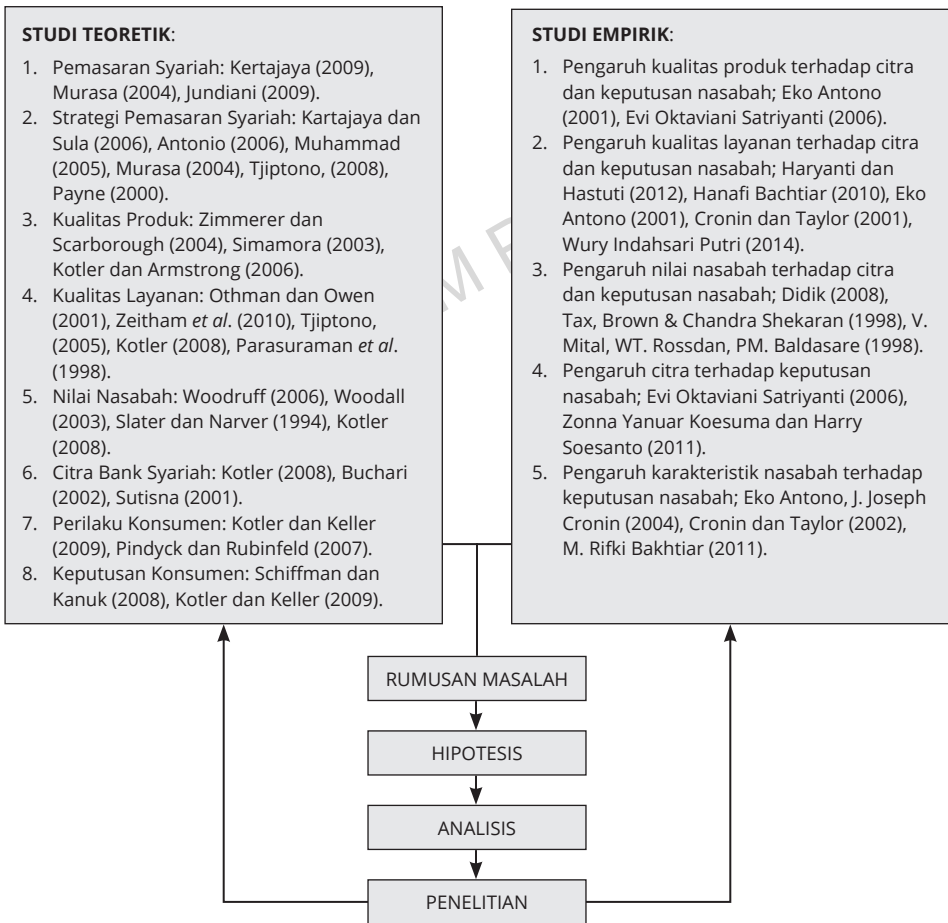 STUDI TEORETIK:
1. Pemasaran Syariah: Kertajaya (2009),
Murasa (2004), Jundiani (2009).
2. Strategi Pemasaran Syariah: Kartajaya dan
Sula (2006), Antonio (2006), Muhammad
(2005), Murasa (2004), Tjiptono, (2008),
Payne (2000).
3. Kualitas Produk: Zimmerer dan
Scarborough (2004), Simamora (2003),
Kotler dan Armstrong (2006).
4. Kualitas Layanan: Othman dan Owen
(2001), Zeitham et al. (2010), Tjiptono,
(2005), Kotler (2008), Parasuraman et al.
(1998).
5. Nilai Nasabah: Woodruff (2006), Woodall
(2003), Slater dan Narver (1994), Kotler
(2008).
6. Citra Bank Syariah: Kotler (2008), Buchari
(2002), Sutisna (2001).
7. Perilaku Konsumen: Kotler dan Keller
(2009), Pindyck dan Rubinfeld (2007).
8. Keputusan Konsumen: Schiffman dan
Kanuk (2008), Kotler dan Keller (2009).
STUDI EMPIRIK:
1. Pengaruh kualitas produk terhadap citra
dan keputusan nasabah; Eko Antono
(2001), Evi Oktaviani Satriyanti (2006).
2. Pengaruh kualitas layanan terhadap citra
dan keputusan nasabah; Haryanti dan
Hastuti (2012), Hanafi Bachtiar (2010), Eko
Antono (2001), Cronin dan Taylor (2001),
Wury Indahsari Putri (2014).
3. Pengaruh nilai nasabah terhadap citra
dan keputusan nasabah; Didik (2008),
Tax, Brown & Chandra Shekaran (1998), V.
Mital, WT. Rossdan, PM. Baldasare (1998).
4. Pengaruh citra terhadap keputusan
nasabah; Evi Oktaviani Satriyanti (2006),
Zonna Yanuar Koesuma dan Harry
Soesanto (2011).
5. Pengaruh karakteristik nasabah terhadap
keputusan nasabah; Eko Antono, J. Joseph
Cronin (2004), Cronin dan Taylor (2002),
M. Rifki Bakhtiar (2011).
RUMUSAN MASALAH
HIPOTESIS
ANALISIS
PENELITIAN